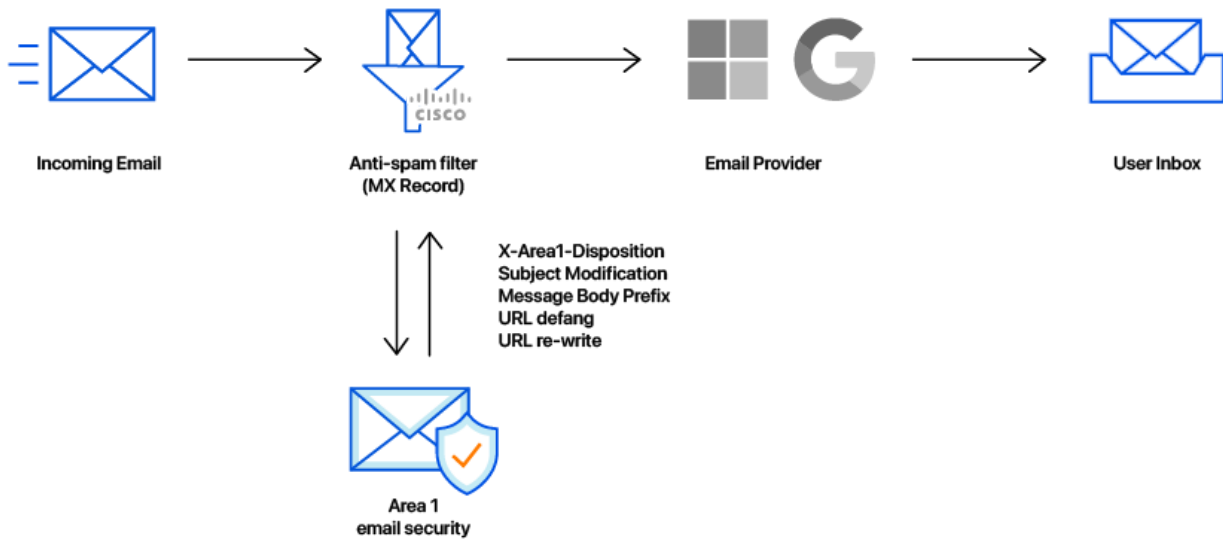 CISCO
Incoming Email
Anti-spam filter
(MX Record)
Email Provider
User Inbox
X-Area1-Disposition
Subject Modification
Message Body Prefix
URL defang
URL re-write
Area 1
email security